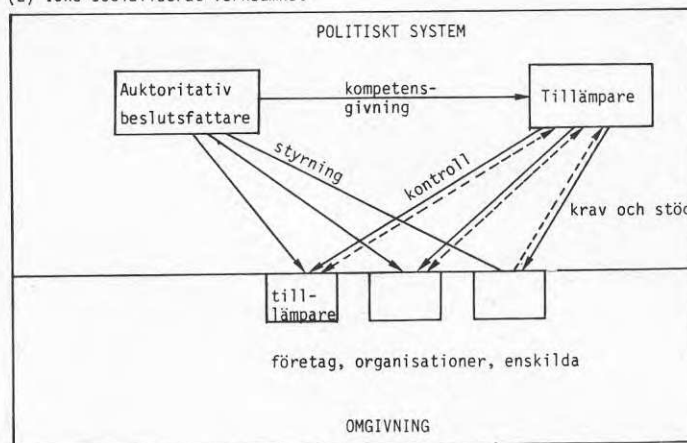 POLITISKT SYSTEM
Auktoritativ
beslutsfattare
kompetens-
givning
Tillämpare
styrning
kontroll
krav och stöd
till-
lämpare
företag, organisationer, enskilda
OMGIVNING